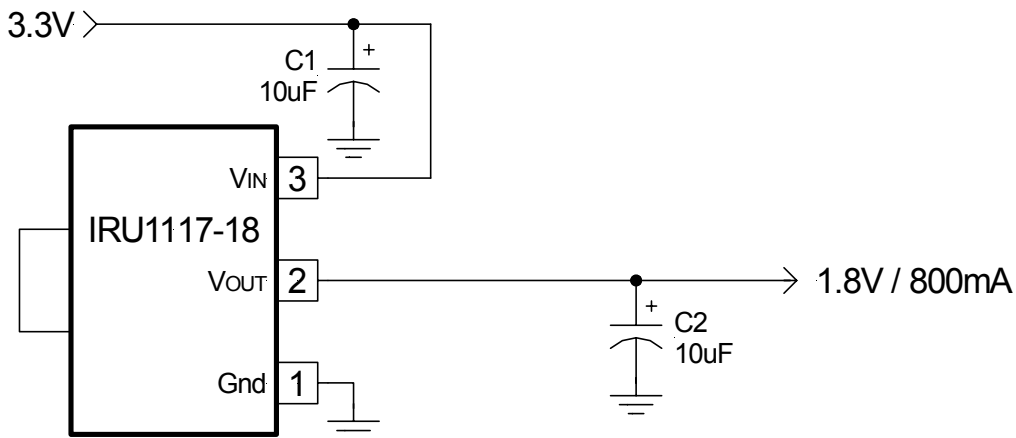 3.3V
C1
10uF
VIN 3
IRU1117-18
VOUT 2
1.8V / 800mA
C2
10uF
Gnd 1